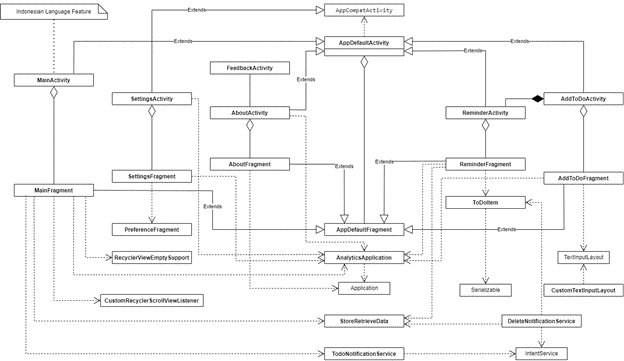 Indonesian Language Feature
Extends
AppCompatActivity
Extends
AppDefaultActivity
Extends
Extends
FeedbackActivity
Extends
Extends
MainActivity
SettingsActivity
AboutActivity
ReminderActivity
AddToDoActivity
SettingsFragment
AboutFragment
Extends
Extends
ReminderFragment
AddToDoFragment
MainFragment
Extends
ToDoItem
PreferenceFragment
AppDefaultFragment
Extends
RecyclerViewEmptySupport
AnalyticsApplication
TextInputLayout
Application
Serializable
CustomTextInputLayout
CustomRecyclerScrollViewListener
StoreRetrieveData
DeleteNotificationService
TodoNotificationService
IntentService